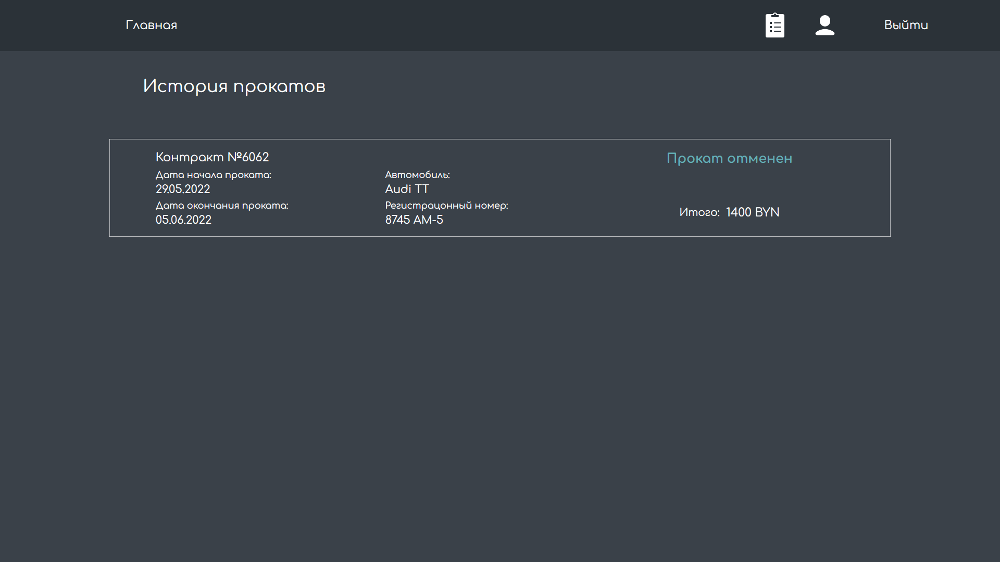 Главная
Выйти
История прокатов
Контракт №6062
Прокат отменен
Дата начала проката:
29.05.2022
Дата окончания проката:
05.06.2022
Автомобиль:
Audi TT
Регистрацонный номер:
8745 AM-5
Итого: 1400 BYN